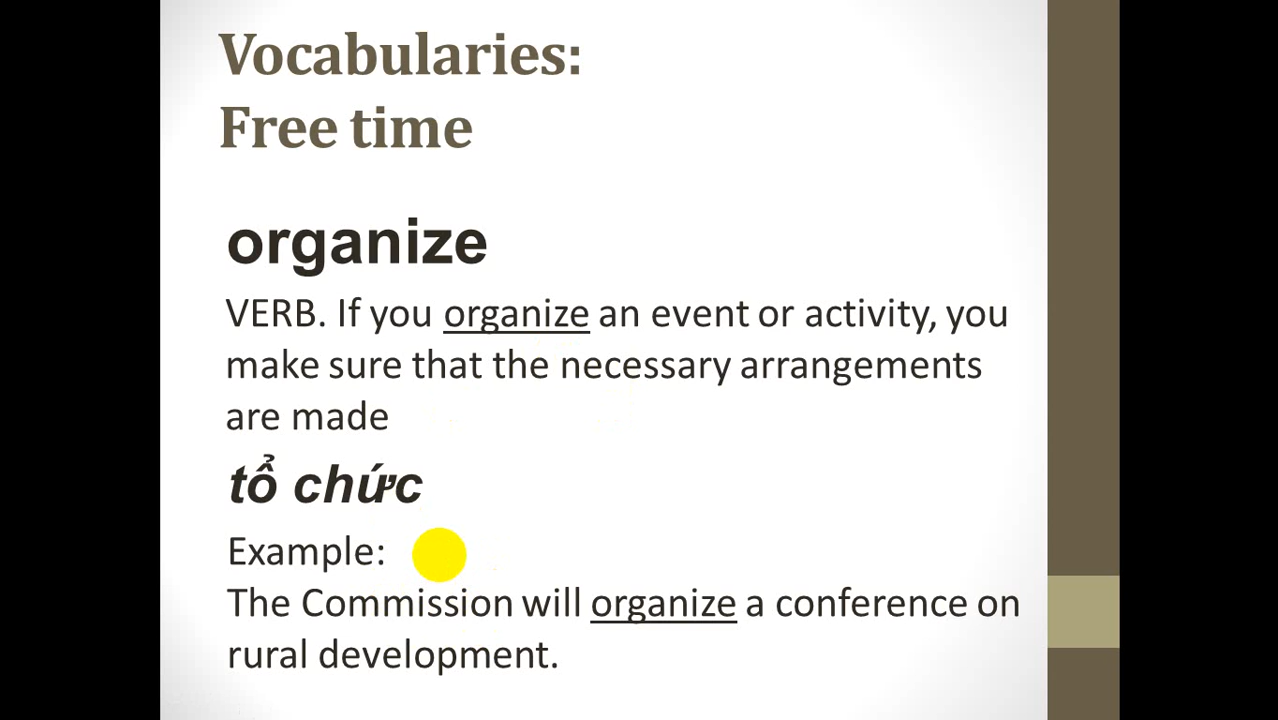 Vocabularies:
Free time
organize
VERB. If you organize an event or activity, you
make sure that the necessary arrangements
are made
tổ chức
Example:
The Commission will organize a conference on
rural development.